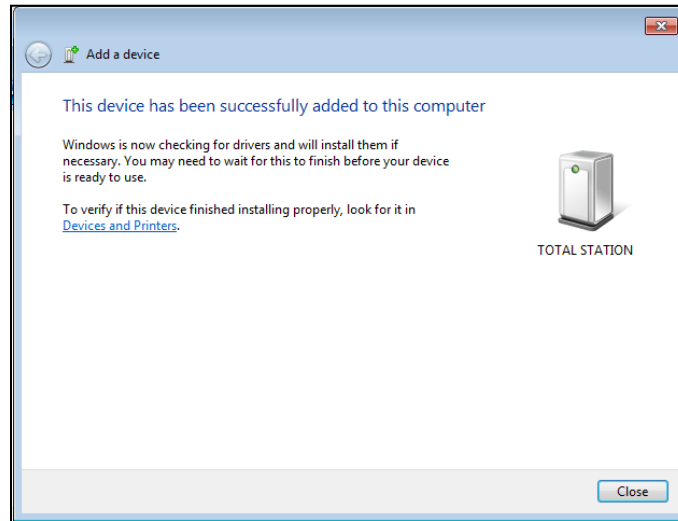 Add a device
This device has been successfully added to this computer
Windows is now checking for drivers and will install them if
necessary. You may need to wait for this to finish before your device
is ready to use.
To verify if this device finished installing properly, look for it in
Devices and Printers.
TOTAL STATION
Close